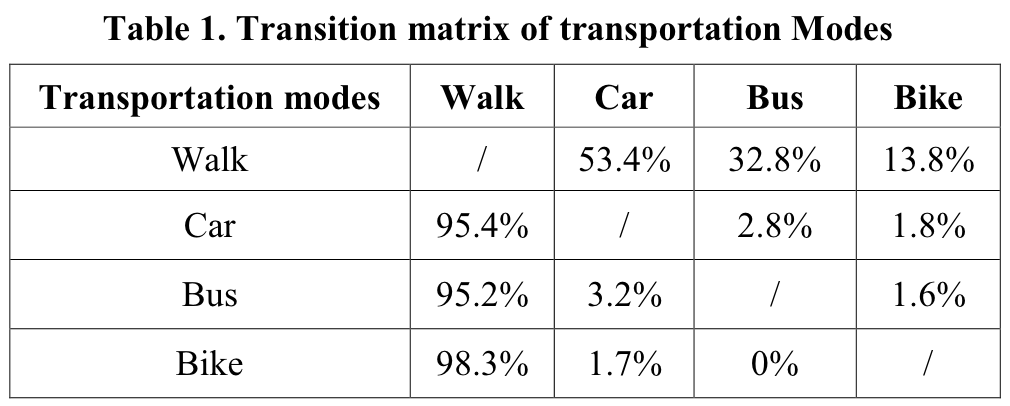 Table 1. Transition matrix of transportation Modes
Transportation modes Walk Car Bus Bike
Walk / 53.4% 32.8% 13.8%
Car 95.4% / 2.8% 1.8%
Bus 95.2% 3.2% / 1.6%
Bike 98.3% 1.7% 0% /